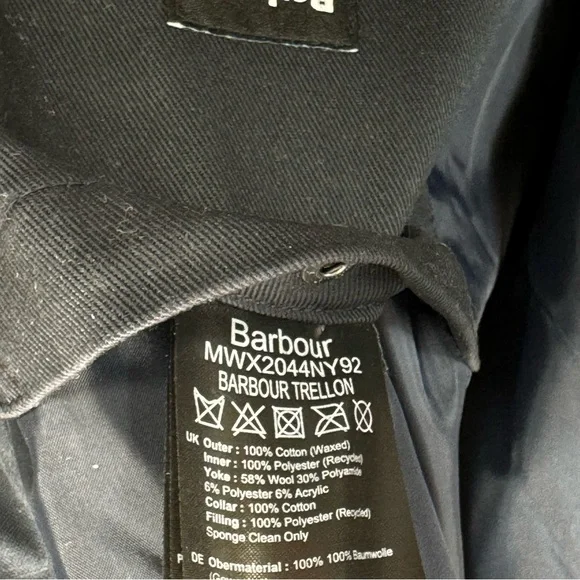 Barbour
MWX2044NY92
BARBOUR TRELLON
UK Outer : 100% Cotton (Waxed)
Inner : 100% Polyester (Recycled)
Yoke : 58% Wool 30% Polyamide
6% Polyester 6% Acrylic
Collar : 100% Cotton
Filling : 100% Polyester (Recycled)
Sponge Clean Only
DE Obermaterial : 100% 100% Baumwolle